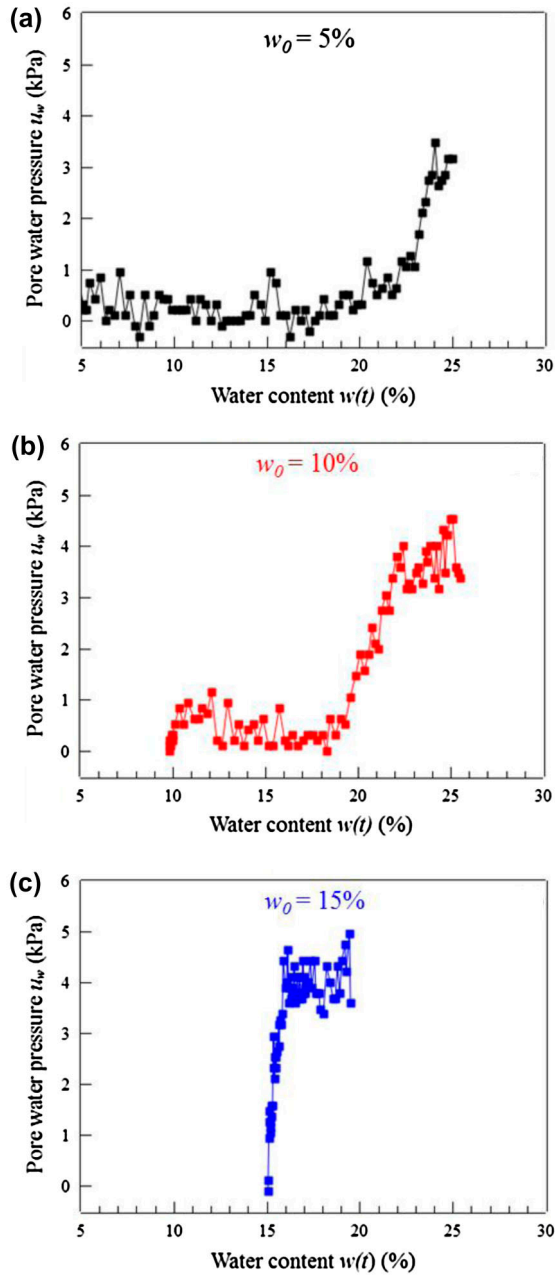 (a)
w0 = 5%
6
5
4
3
2
1
0
Pore water pressure uw (kPa)
5 10 15 20 25 30
Water content w(t) (%)
(b)
w0 = 10%
6
5
4
3
2
1
0
Pore water pressure uw (kPa)
5 10 15 20 25 30
Water content w(t) (%)
(c)
w0 = 15%
6
5
4
3
2
1
0
Pore water pressure uw (kPa)
5 10 15 20 25 30
Water content w(t) (%)